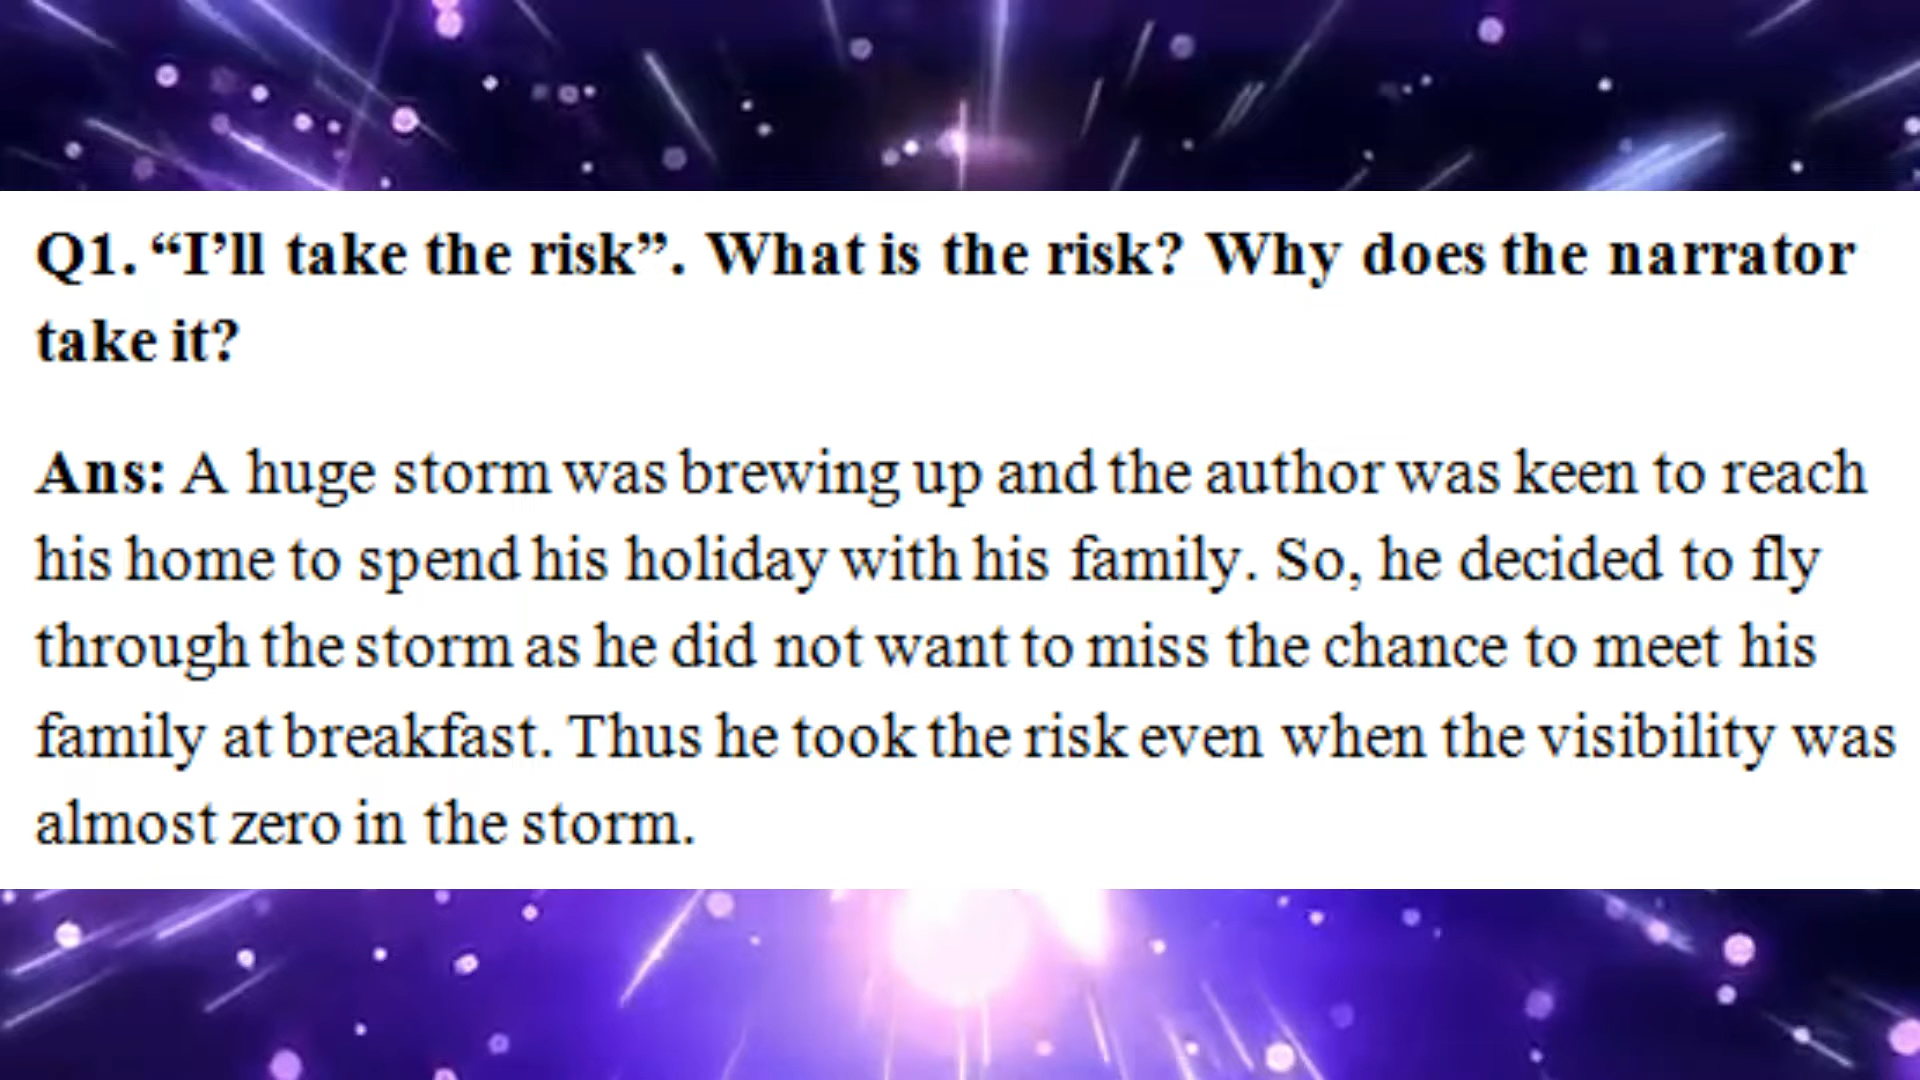 Q1. “I’ll take the risk”. What is the risk? Why does the narrator
take it?
Ans: A huge storm was brewing up and the author was keen to reach
his home to spend his holiday with his family. So, he decided to fly
through the storm as he did not want to miss the chance to meet his
family at breakfast. Thus he took the risk even when the visibility was
almost zero in the storm.